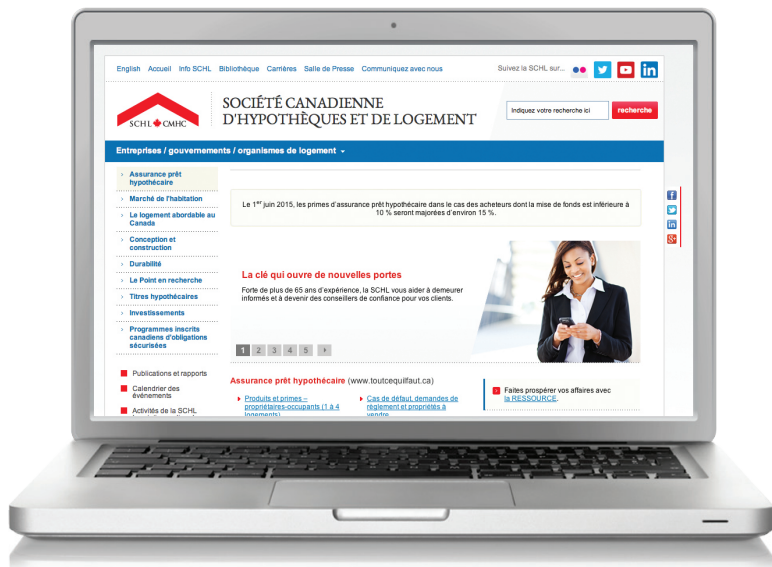 English Accueil Info SCHL Bibliothèque Carrières Salle de Presse Communiquez avec nous
Suivez la SCHL sur...
SCHL CMHC
SOCIÉTÉ CANADIENNE
D'HYPOTHÈQUES ET DE LOGEMENT
Indiquez votre recherche ici
recherche
Entreprises / gouvernements / organismes de logement
Assurance prêt
hypothécaire
Marché de l'habitation
Le logement abordable au
Canada
Conception et
construction
Durabilité
Le Point en recherche
Titres hypothécaires
Investissements
Programmes inscrits
canadiens d'obligations
sécurisées
Publications et rapports
Calendrier des
événements
Activités de la SCHL
Le 1er juin 2015, les primes d'assurance prêt hypothécaire dans le cas des acheteurs dont la mise de fonds est inférieure à
10 % seront majorées d'environ 15 %.
La clé qui ouvre de nouvelles portes
Forte de plus de 65 ans d'expérience, la SCHL vous aider à demeurer
informés et à devenir des conseillers de confiance pour vos clients.
1 2 3 4 5
Assurance prêt hypothécaire (www.toutcequilfaut.ca)
Produits et primes –
propriétaires-occupants (1 à 4
logements)
Cas de défaut, demandes de
règlement et propriétés à
vendre
Faites prospérer vos affaires avec
la RESSOURCE.